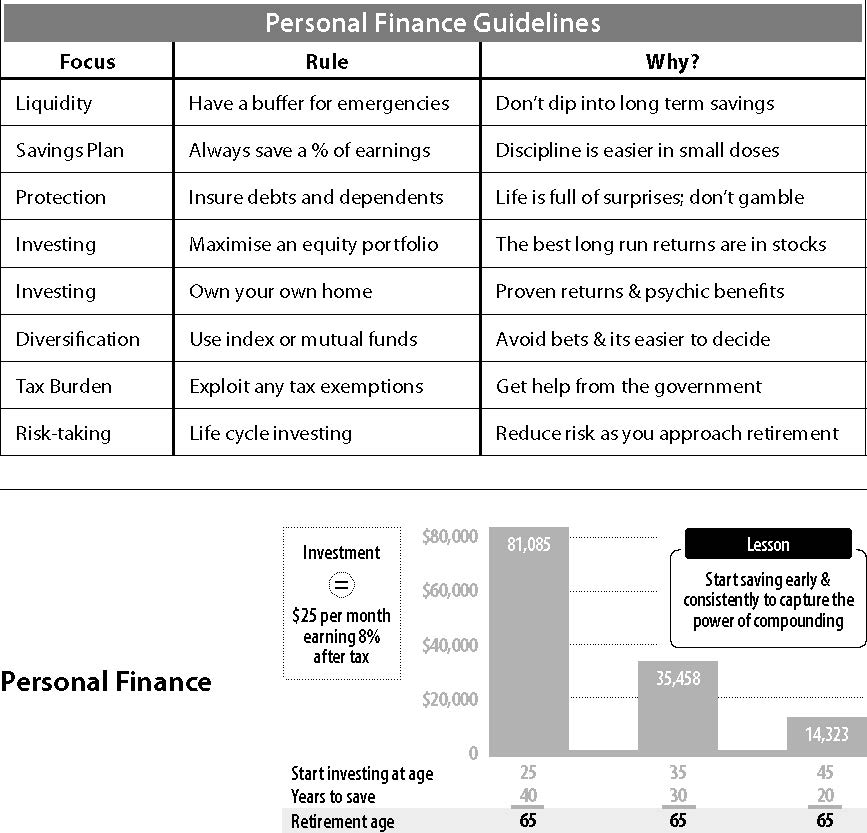 Personal Finance Guidelines
Focus Rule Why?
Liquidity Have a buffer for emergencies Don't dip into long term savings
Savings Plan Always save a % of earnings Discipline is easier in small doses
Protection Insure debts and dependents Life is full of surprises; don't gamble
Investing Maximise an equity portfolio The best long run returns are in stocks
Investing Own your own home Proven returns & psychic benefits
Diversification Use index or mutual funds Avoid bets & its easier to decide
Tax Burden Exploit any tax exemptions Get help from the government
Risk-taking Life cycle investing Reduce risk as you approach retirement
Personal Finance
Investment
=
$25 per month
earning 8%
after tax
$80,000
$60,000
$40,000
$20,000
0
81,085
35,458
14,323
Lesson
Start saving early &
consistently to capture the
power of compounding
Start investing at age 25 35 45
Years to save 40 30 20
Retirement age 65 65 65